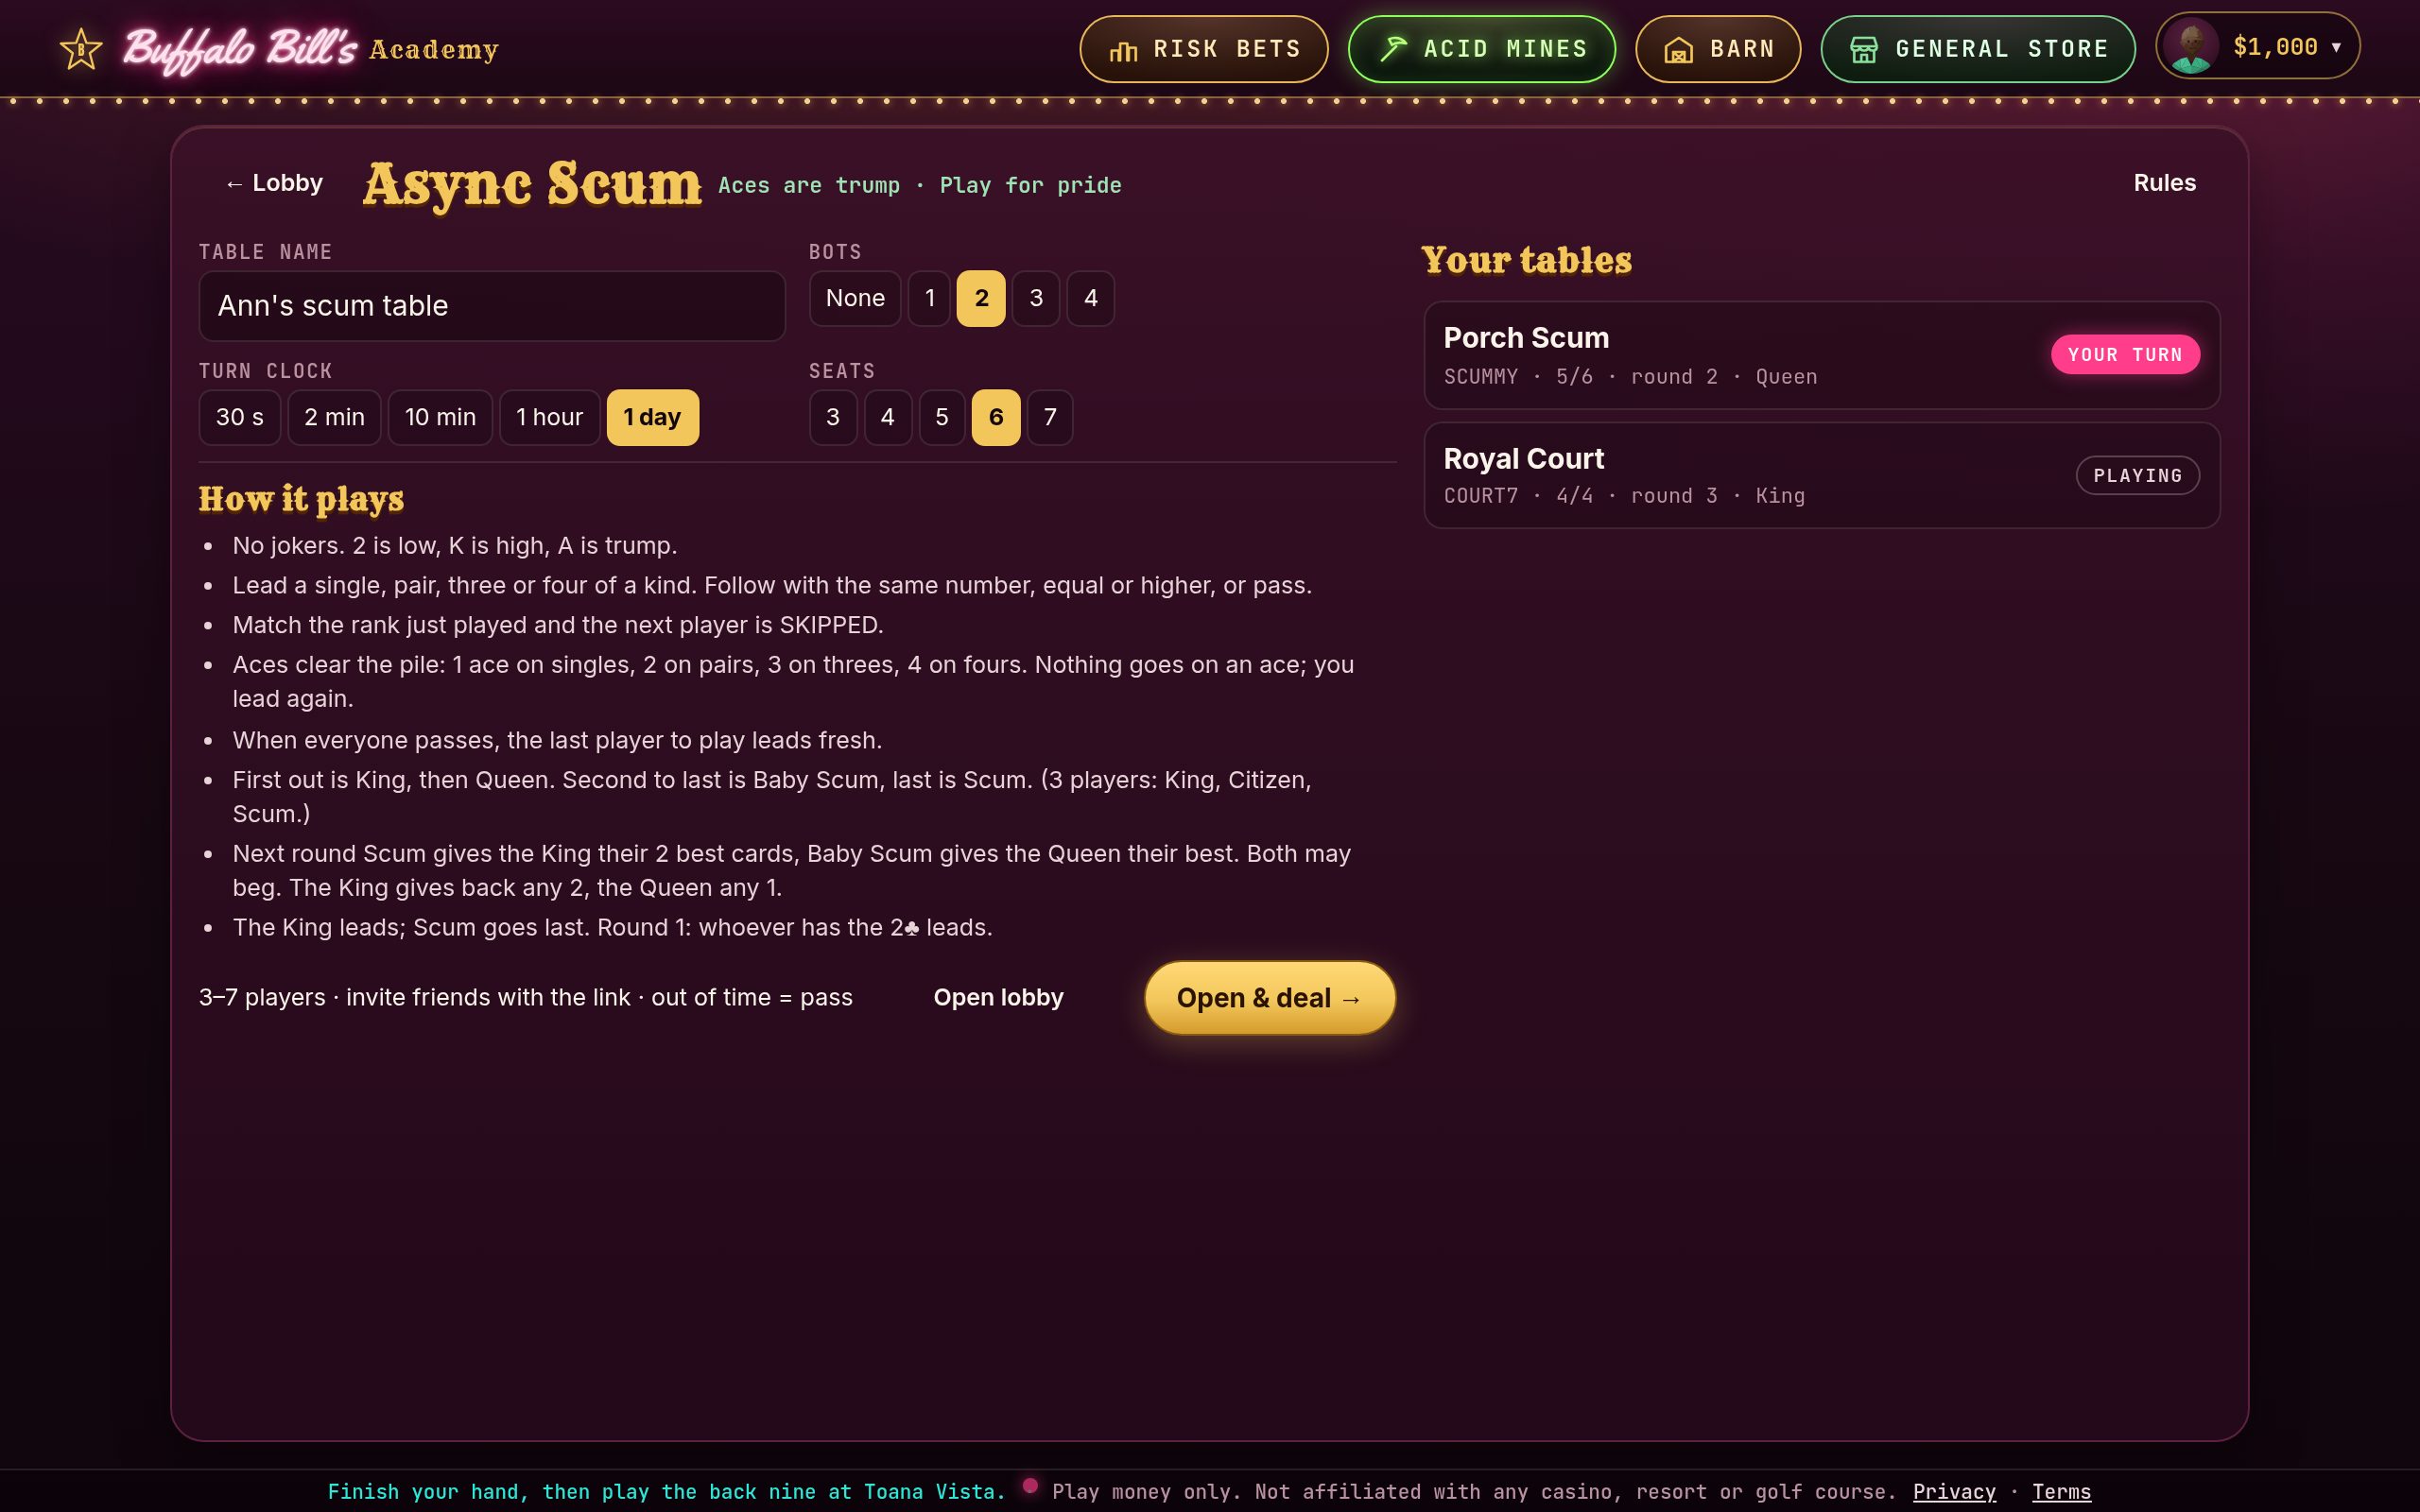 B Buffalo Bill's Academy
RISK BETS
ACID MINES
BARN
GENERAL STORE
$1,000 ▼
← Lobby
Async Scum
Aces are trump · Play for pride
Rules
TABLE NAME
Ann's scum table
BOTS
None 1 2 3 4
TURN CLOCK
30 s 2 min 10 min 1 hour 1 day
SEATS
3 4 5 6 7
How it plays
• No jokers. 2 is low, K is high, A is trump.
• Lead a single, pair, three or four of a kind. Follow with the same number, equal or higher, or pass.
• Match the rank just played and the next player is SKIPPED.
• Aces clear the pile: 1 ace on singles, 2 on pairs, 3 on threes, 4 on fours. Nothing goes on an ace; you
lead again.
• When everyone passes, the last player to play leads fresh.
• First out is King, then Queen. Second to last is Baby Scum, last is Scum. (3 players: King, Citizen,
Scum.)
• Next round Scum gives the King their 2 best cards, Baby Scum gives the Queen their best. Both may
beg. The King gives back any 2, the Queen any 1.
• The King leads; Scum goes last. Round 1: whoever has the 2♣ leads.
3–7 players · invite friends with the link · out of time = pass
Open lobby
Open & deal →
Your tables
Porch Scum
SCUMMY · 5/6 · round 2 · Queen
YOUR TURN
Royal Court
COURT7 · 4/4 · round 3 · King
PLAYING
Finish your hand, then play the back nine at Toana Vista. Play money only. Not affiliated with any casino, resort or golf course. Privacy · Terms